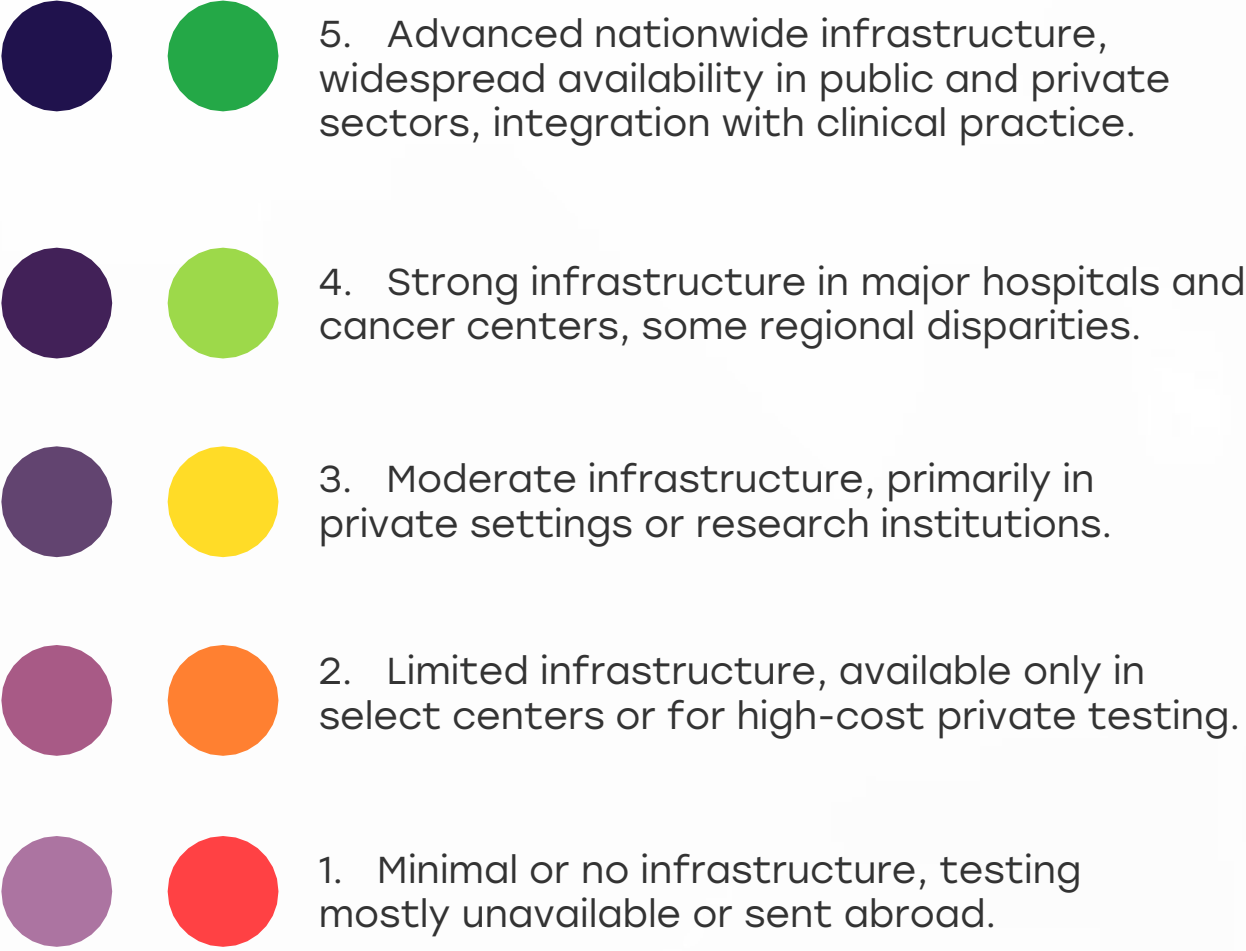 5. Advanced nationwide infrastructure,
widespread availability in public and private
sectors, integration with clinical practice.
4. Strong infrastructure in major hospitals and
cancer centers, some regional disparities.
3. Moderate infrastructure, primarily in
private settings or research institutions.
2. Limited infrastructure, available only in
select centers or for high-cost private testing.
1. Minimal or no infrastructure, testing
mostly unavailable or sent abroad.